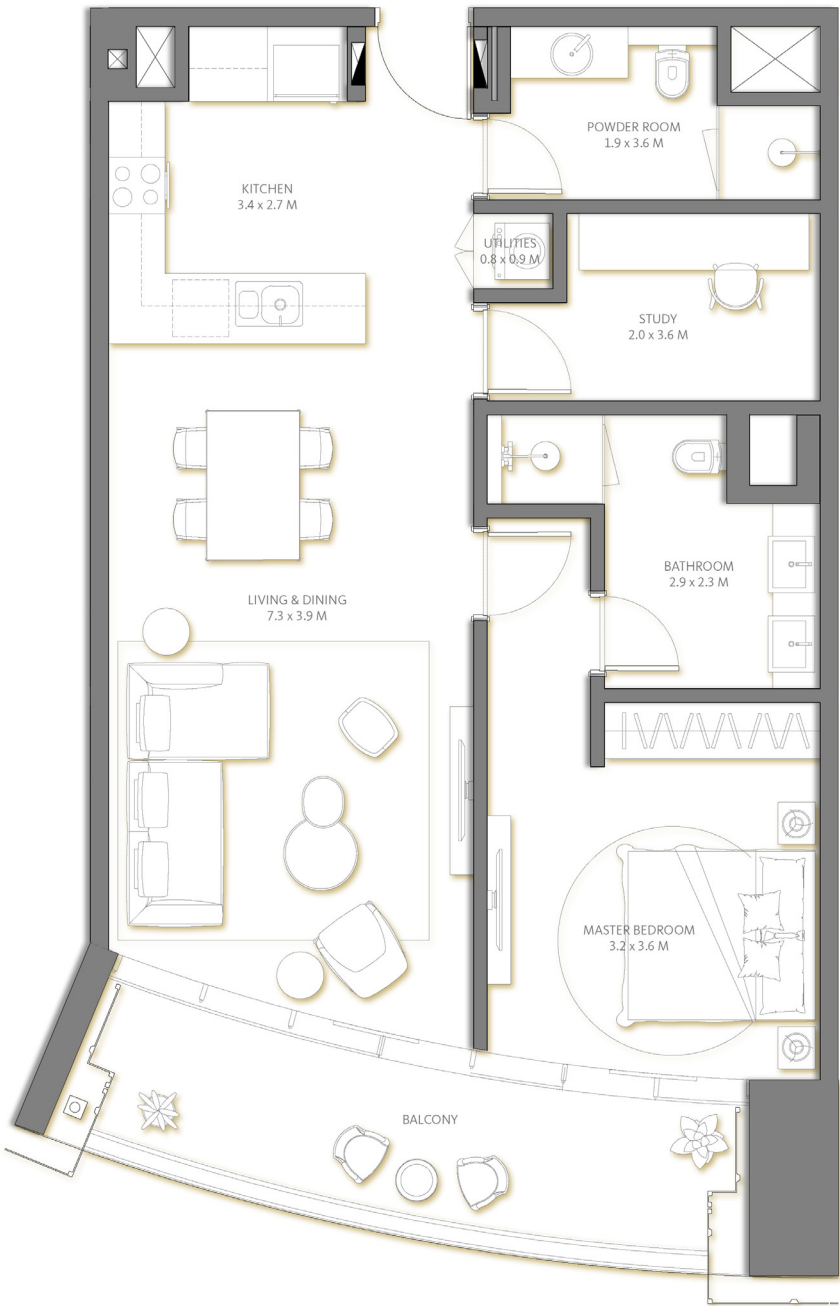 POWDER ROOM
1.9 x 3.6 M
KITCHEN
3.4 x 2.7 M
UTILITIES
0.8 x 0.9 M
STUDY
2.0 x 3.6 M
BATHROOM
2.9 x 2.3 M
LIVING & DINING
7.3 x 3.9 M
MASTER BEDROOM
3.2 x 3.6 M
BALCONY